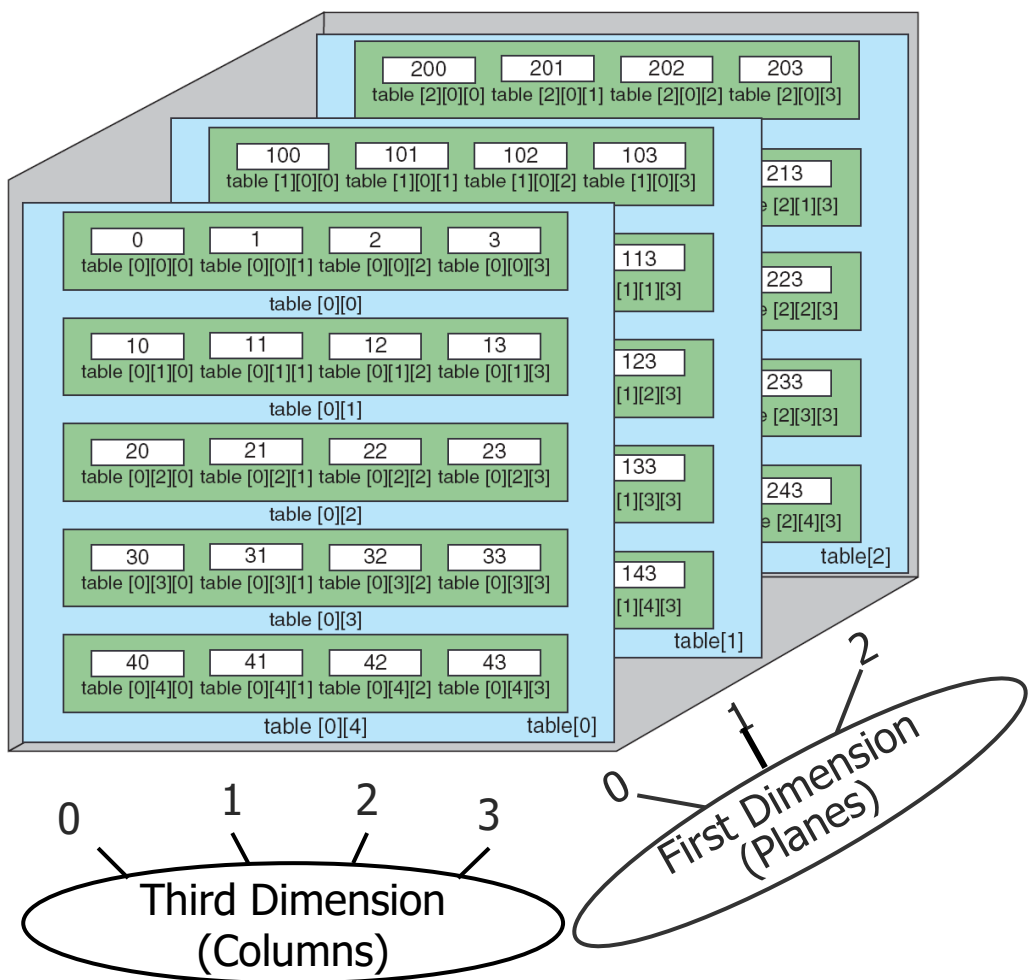 200 201 202 203
table [2][0][0] table [2][0][1] table [2][0][2] table [2][0][3]
100 101 102 103
table [1][0][0] table [1][0][1] table [1][0][2] table [1][0][3]
213
e [2][1][3]
0 1 2 3
table [0][0][0] table [0][0][1] table [0][0][2] table [0][0][3]
table [0][0]
113
[1][1][3]
223
e [2][2][3]
10 11 12 13
table [0][1][0] table [0][1][1] table [0][1][2] table [0][1][3]
table [0][1]
123
[1][2][3]
233
e [2][3][3]
20 21 22 23
table [0][2][0] table [0][2][1] table [0][2][2] table [0][2][3]
table [0][2]
133
[1][3][3]
243
e [2][4][3]
table[2]
30 31 32 33
table [0][3][0] table [0][3][1] table [0][3][2] table [0][3][3]
table [0][3]
143
[1][4][3]
table[1]
40 41 42 43
table [0][4][0] table [0][4][1] table [0][4][2] table [0][4][3]
table [0][4]
table[0]
0 1 2
First Dimension
(Planes)
0 1 2 3
Third Dimension
(Columns)